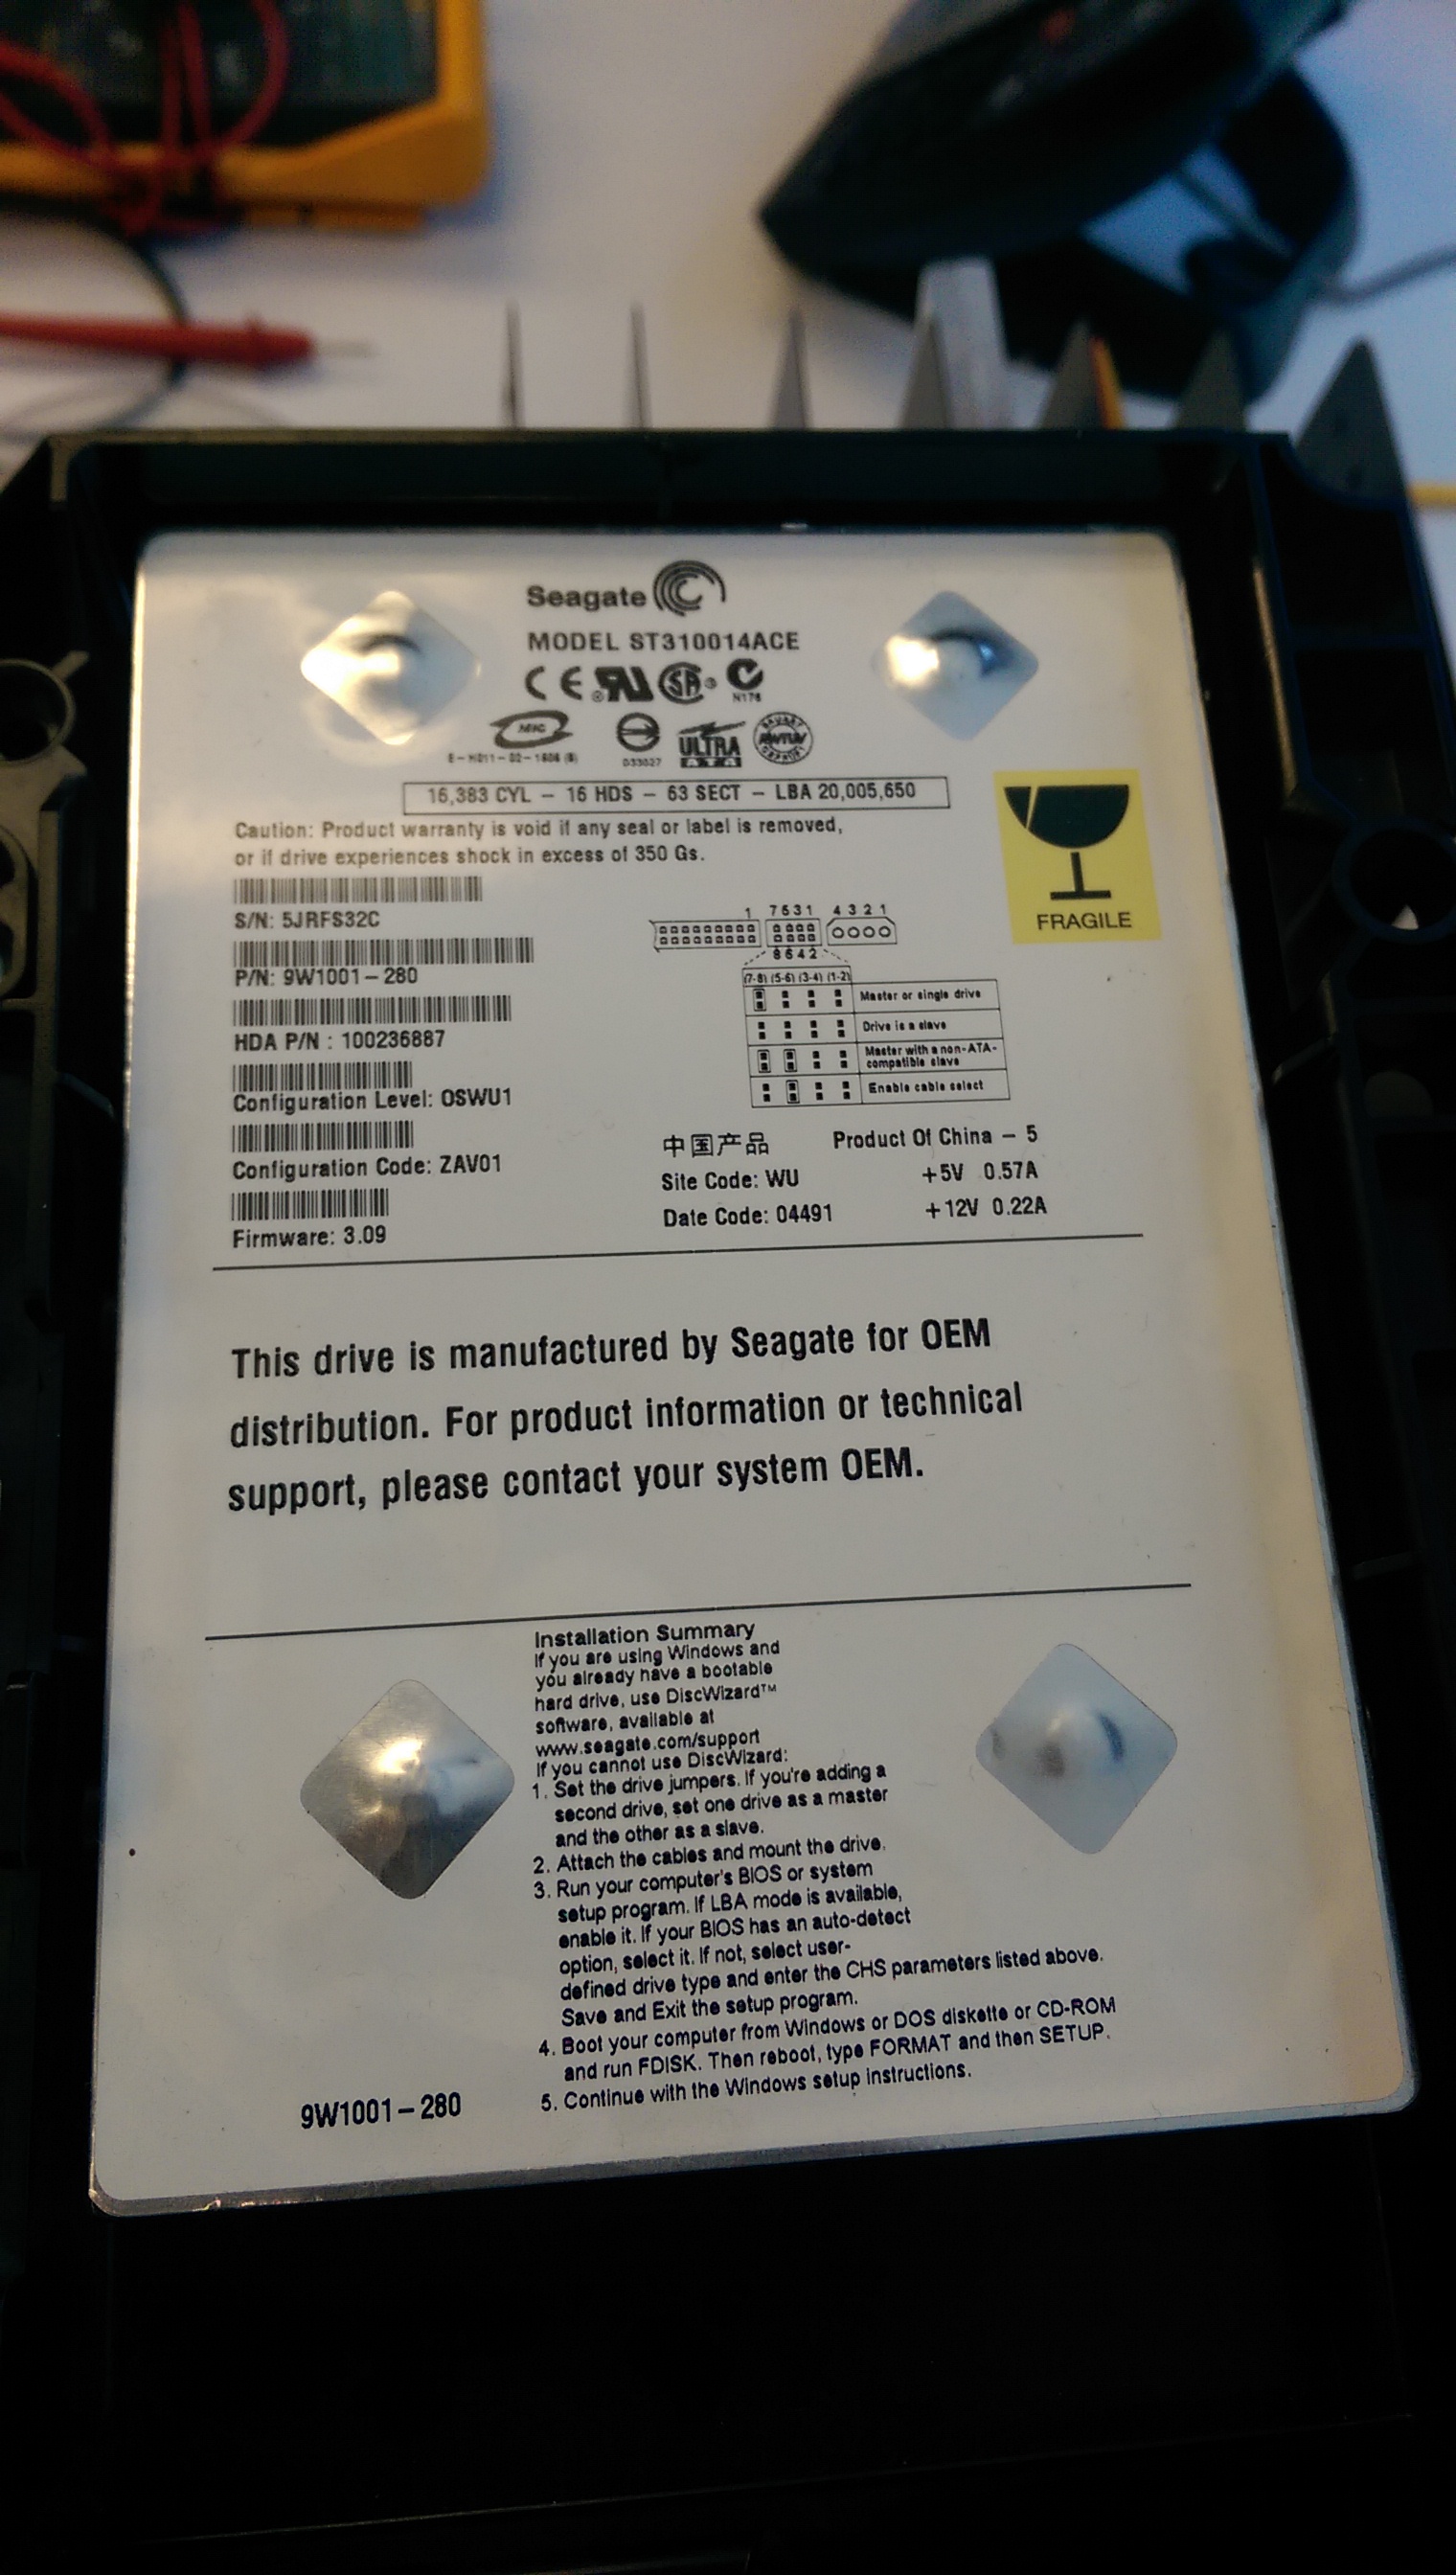 Seagate
MODEL ST310014ACE
N176
MIC
E-H011-02-1606 (B)
D33027
ULTRA
ATA
16,383 CYL – 16 HDS – 63 SECT – LBA 20,005,650
Caution: Product warranty is void if any seal or label is removed,
or if drive experiences shock in excess of 350 Gs.
S/N: 5JRFS32C
P/N: 9W1001–280
HDA P/N : 100236887
Configuration Level: OSWU1
Configuration Code: ZAV01
Firmware: 3.09
1 7531 4321
8642
(7-8) (5-6) (3-4) (1-2)
Master or single drive
Drive is a slave
Master with a non-ATA-
compatible slave
Enable cable select
FRAGILE
中国产品 Product Of China – 5
Site Code: WU +5V 0.57A
Date Code: 04491 +12V 0.22A
This drive is manufactured by Seagate for OEM
distribution. For product information or technical
support, please contact your system OEM.
Installation Summary
If you are using Windows and
you already have a bootable
hard drive, use DiscWizard™
software, available at
www.seagate.com/support
If you cannot use DiscWizard:
1. Set the drive jumpers. If you're adding a
second drive, set one drive as a master
and the other as a slave.
2. Attach the cables and mount the drive.
3. Run your computer's BIOS or system
setup program. If LBA mode is available,
enable it. If your BIOS has an auto-detect
option, select it. If not, select user-
defined drive type and enter the CHS parameters listed above.
Save and Exit the setup program.
4. Boot your computer from Windows or DOS diskette or CD-ROM
and run FDISK. Then reboot, type FORMAT and then SETUP.
5. Continue with the Windows setup instructions.
9W1001–280